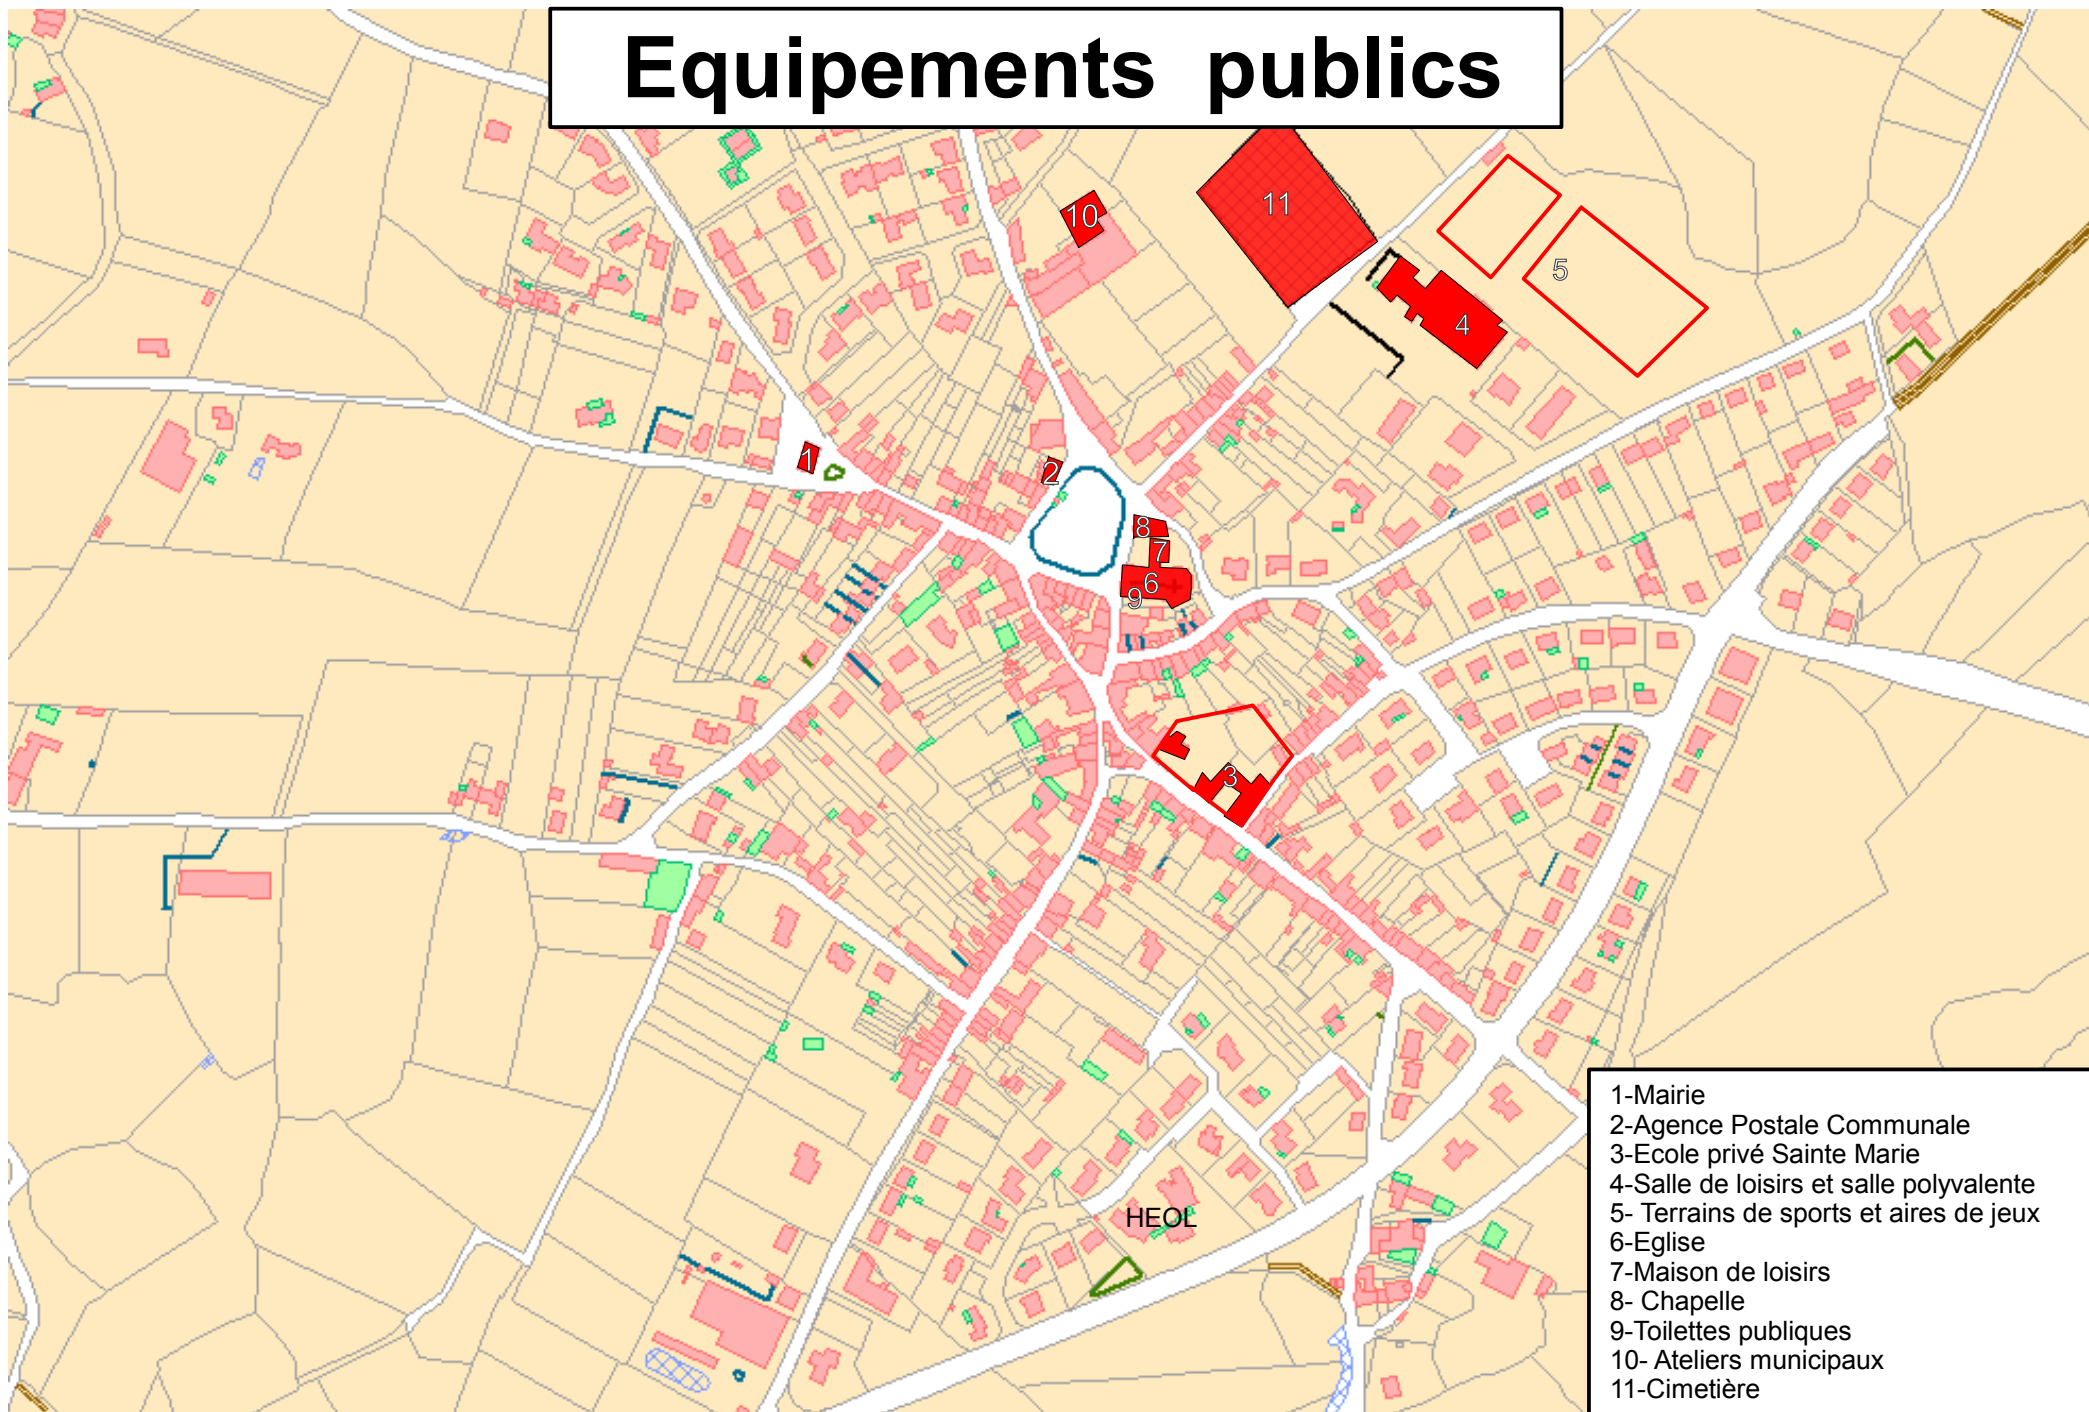 Equipements publics
10
11
5
4
1
2
8
7
6
9
3
HEOL
1-Mairie
2-Agence Postale Communale
3-Ecole privé Sainte Marie
4-Salle de loisirs et salle polyvalente
5- Terrains de sports et aires de jeux
6-Eglise
7-Maison de loisirs
8- Chapelle
9-Toilettes publiques
10- Ateliers municipaux
11-Cimetière